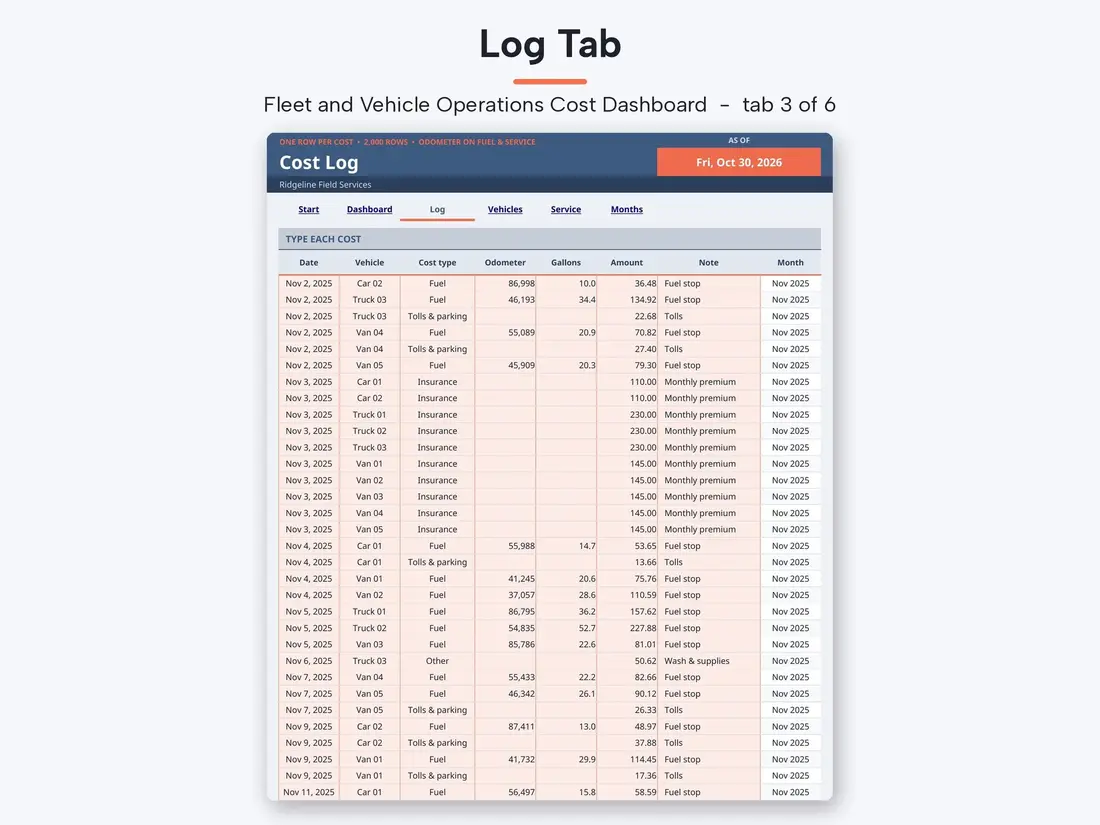 Log Tab
Fleet and Vehicle Operations Cost Dashboard – tab 3 of 6
ONE ROW PER COST • 2,000 ROWS • ODOMETER ON FUEL & SERVICE
AS OF
Cost Log
Fri, Oct 30, 2026
Ridgeline Field Services
Start Dashboard Log Vehicles Service Months
TYPE EACH COST
Date Vehicle Cost type Odometer Gallons Amount Note Month
Nov 2, 2025 Car 02 Fuel 86,998 10.0 36.48 Fuel stop Nov 2025
Nov 2, 2025 Truck 03 Fuel 46,193 34.4 134.92 Fuel stop Nov 2025
Nov 2, 2025 Truck 03 Tolls & parking 22.68 Tolls Nov 2025
Nov 2, 2025 Van 04 Fuel 55,089 20.9 70.82 Fuel stop Nov 2025
Nov 2, 2025 Van 04 Tolls & parking 27.40 Tolls Nov 2025
Nov 2, 2025 Van 05 Fuel 45,909 20.3 79.30 Fuel stop Nov 2025
Nov 3, 2025 Car 01 Insurance 110.00 Monthly premium Nov 2025
Nov 3, 2025 Car 02 Insurance 110.00 Monthly premium Nov 2025
Nov 3, 2025 Truck 01 Insurance 230.00 Monthly premium Nov 2025
Nov 3, 2025 Truck 02 Insurance 230.00 Monthly premium Nov 2025
Nov 3, 2025 Truck 03 Insurance 230.00 Monthly premium Nov 2025
Nov 3, 2025 Van 01 Insurance 145.00 Monthly premium Nov 2025
Nov 3, 2025 Van 02 Insurance 145.00 Monthly premium Nov 2025
Nov 3, 2025 Van 03 Insurance 145.00 Monthly premium Nov 2025
Nov 3, 2025 Van 04 Insurance 145.00 Monthly premium Nov 2025
Nov 3, 2025 Van 05 Insurance 145.00 Monthly premium Nov 2025
Nov 4, 2025 Car 01 Fuel 55,988 14.7 53.65 Fuel stop Nov 2025
Nov 4, 2025 Car 01 Tolls & parking 13.66 Tolls Nov 2025
Nov 4, 2025 Van 01 Fuel 41,245 20.6 75.76 Fuel stop Nov 2025
Nov 4, 2025 Van 02 Fuel 37,057 28.6 110.59 Fuel stop Nov 2025
Nov 5, 2025 Truck 01 Fuel 86,795 36.2 157.62 Fuel stop Nov 2025
Nov 5, 2025 Truck 02 Fuel 54,835 52.7 227.88 Fuel stop Nov 2025
Nov 5, 2025 Van 03 Fuel 85,786 22.6 81.01 Fuel stop Nov 2025
Nov 6, 2025 Truck 03 Other 50.62 Wash & supplies Nov 2025
Nov 7, 2025 Van 04 Fuel 55,433 22.2 82.66 Fuel stop Nov 2025
Nov 7, 2025 Van 05 Fuel 46,342 26.1 90.12 Fuel stop Nov 2025
Nov 7, 2025 Van 05 Tolls & parking 26.33 Tolls Nov 2025
Nov 9, 2025 Car 02 Fuel 87,411 13.0 48.97 Fuel stop Nov 2025
Nov 9, 2025 Car 02 Tolls & parking 37.88 Tolls Nov 2025
Nov 9, 2025 Van 01 Fuel 41,732 29.9 114.45 Fuel stop Nov 2025
Nov 9, 2025 Van 01 Tolls & parking 17.36 Tolls Nov 2025
Nov 11, 2025 Car 01 Fuel 56,497 15.8 58.59 Fuel stop Nov 2025